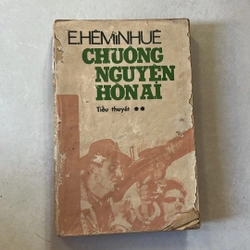 E.HÊMINHUÊ
CHUÔNG
NGUYỆN
HỒN AI
Tiểu thuyết ●●